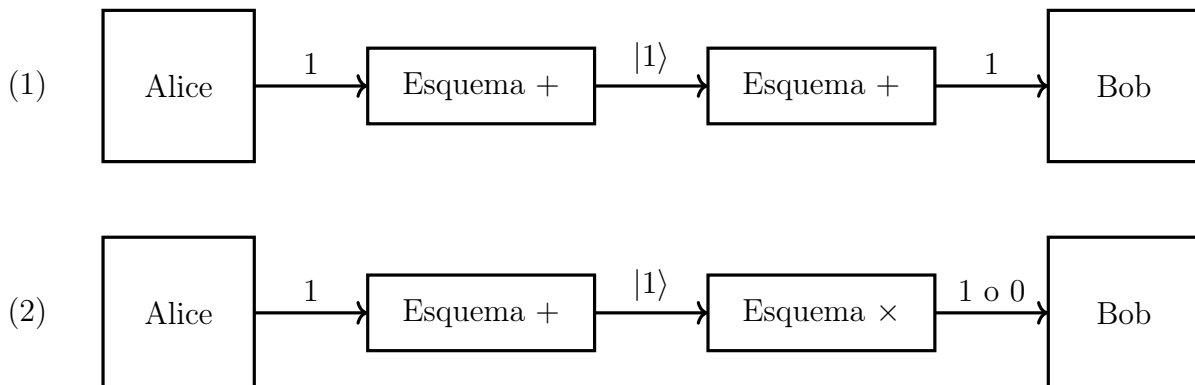 1 |1⟩ 1
(1) Alice Esquema + Esquema + Bob
1 |1⟩ 1 o 0
(2) Alice Esquema + Esquema × Bob